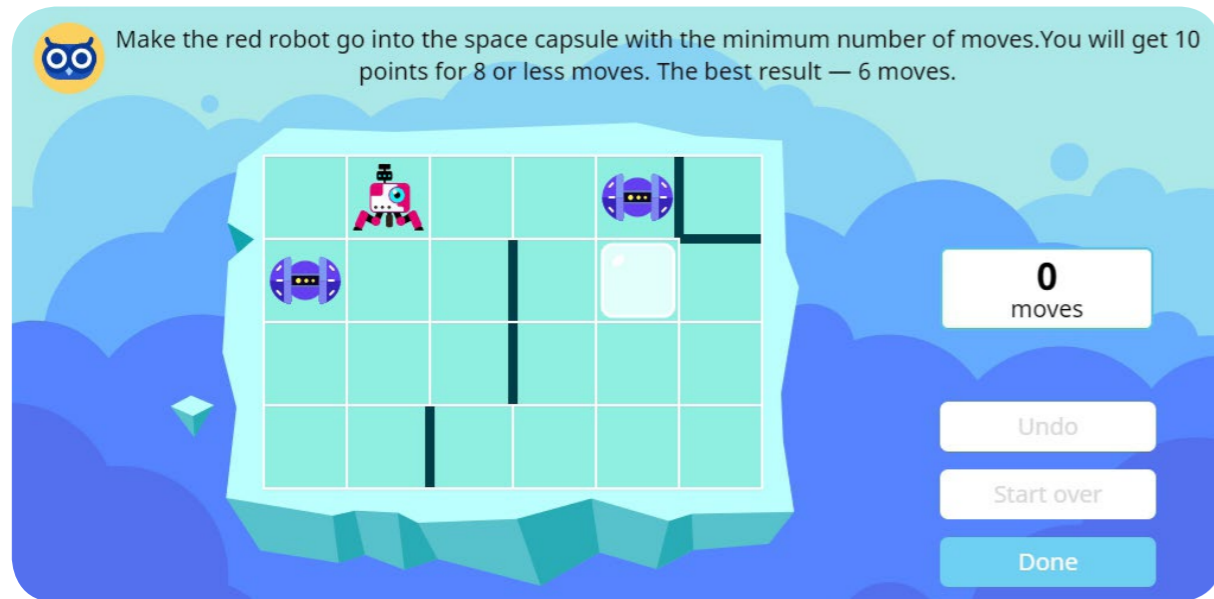 Make the red robot go into the space capsule with the minimum number of moves.You will get 10
points for 8 or less moves. The best result — 6 moves.
0
moves
Undo
Start over
Done